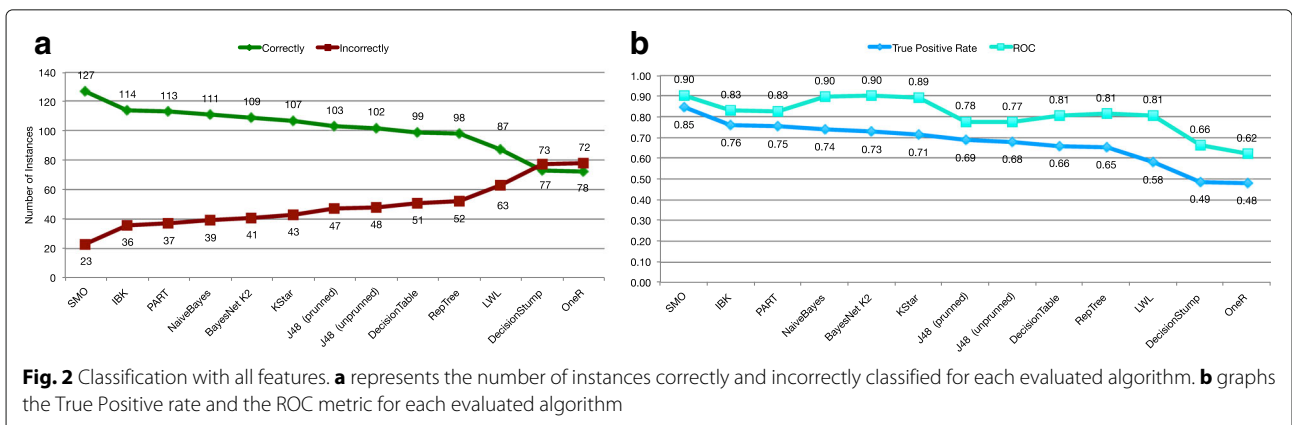 a
Correctly Incorrectly
Number of Instances
140
120
100
80
60
40
20
0
127 114 113 111 109 107 103 102 99 98 87 73 72
23 36 37 39 41 43 47 48 51 52 63 77 78
SMO IBK PART NaiveBayes BayesNet K2 KStar J48 (prunned) J48 (unprunned) DecisionTable RepTree LWL DecisionStump OneR
b
True Positive Rate ROC
1.00
0.90
0.80
0.70
0.60
0.50
0.40
0.30
0.20
0.10
0.00
0.90 0.83 0.83 0.90 0.90 0.89 0.78 0.77 0.81 0.81 0.81 0.66 0.62
0.85 0.76 0.75 0.74 0.73 0.71 0.69 0.68 0.66 0.65 0.58 0.49 0.48
SMO IBK PART NaiveBayes BayesNet K2 KStar J48 (prunned) J48 (unprunned) DecisionTable RepTree LWL DecisionStump OneR
Fig. 2 Classification with all features. a represents the number of instances correctly and incorrectly classified for each evaluated algorithm. b graphs
the True Positive rate and the ROC metric for each evaluated algorithm